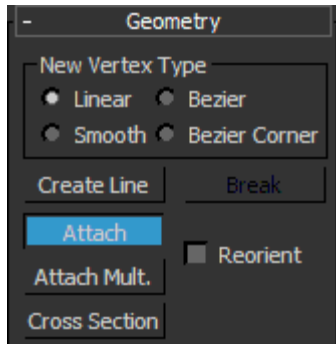 - Geometry
New Vertex Type
Linear Bezier
Smooth Bezier Corner
Create Line Break
Attach
Reorient
Attach Mult.
Cross Section